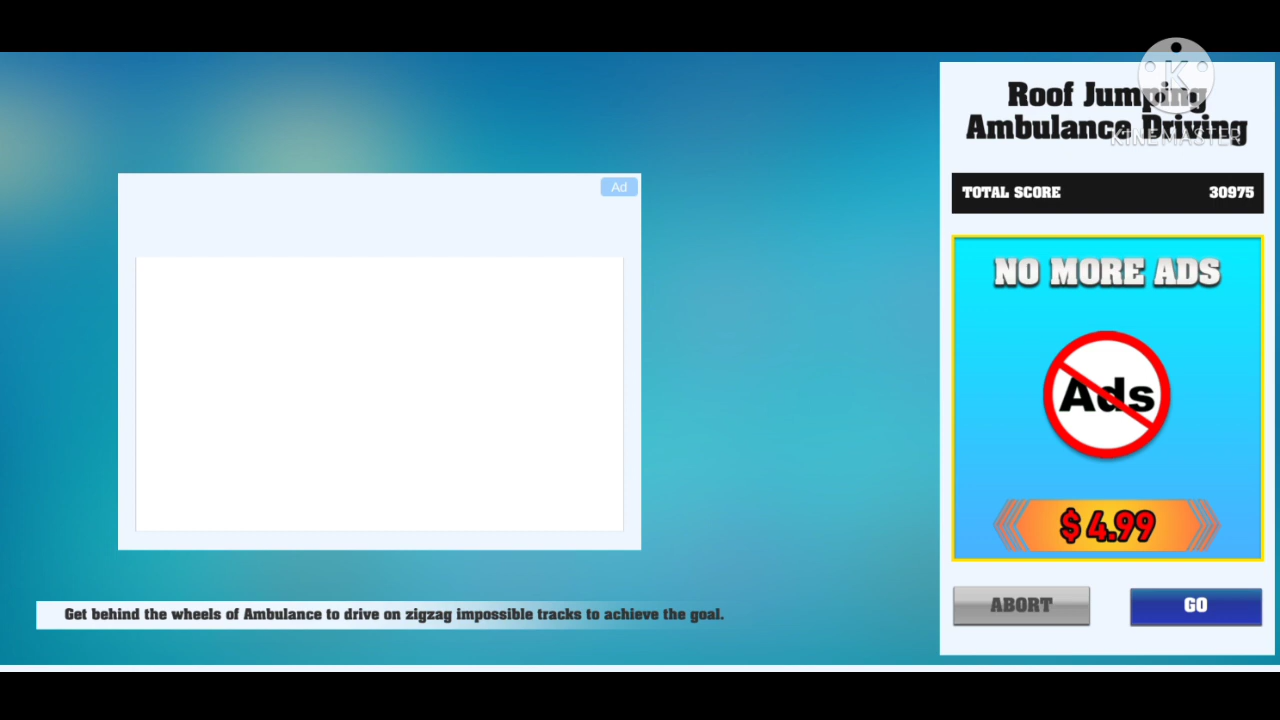 Roof Jumping
Ambulance Driving
K
KINEMASTER
TOTAL SCORE 30975
Ad
NO MORE ADS
Ads
$ 4.99
ABORT GO
Get behind the wheels of Ambulance to drive on zigzag impossible tracks to achieve the goal.